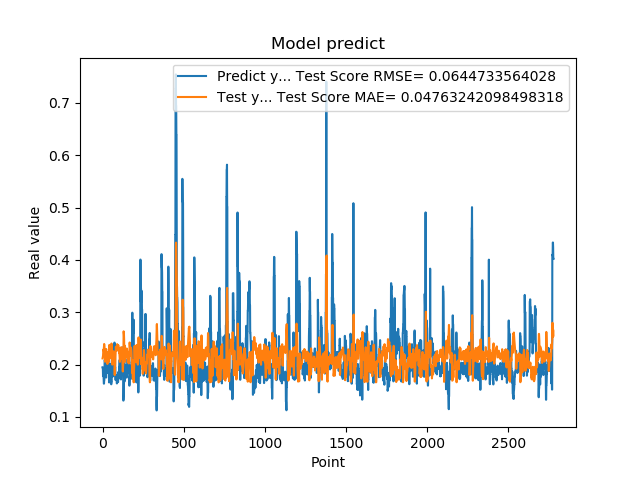 Model predict
Predict y... Test Score RMSE= 0.0644733564028
Test y... Test Score MAE= 0.04763242098498318
Real value
0.7
0.6
0.5
0.4
0.3
0.2
0.1
0 500 1000 1500 2000 2500
Point